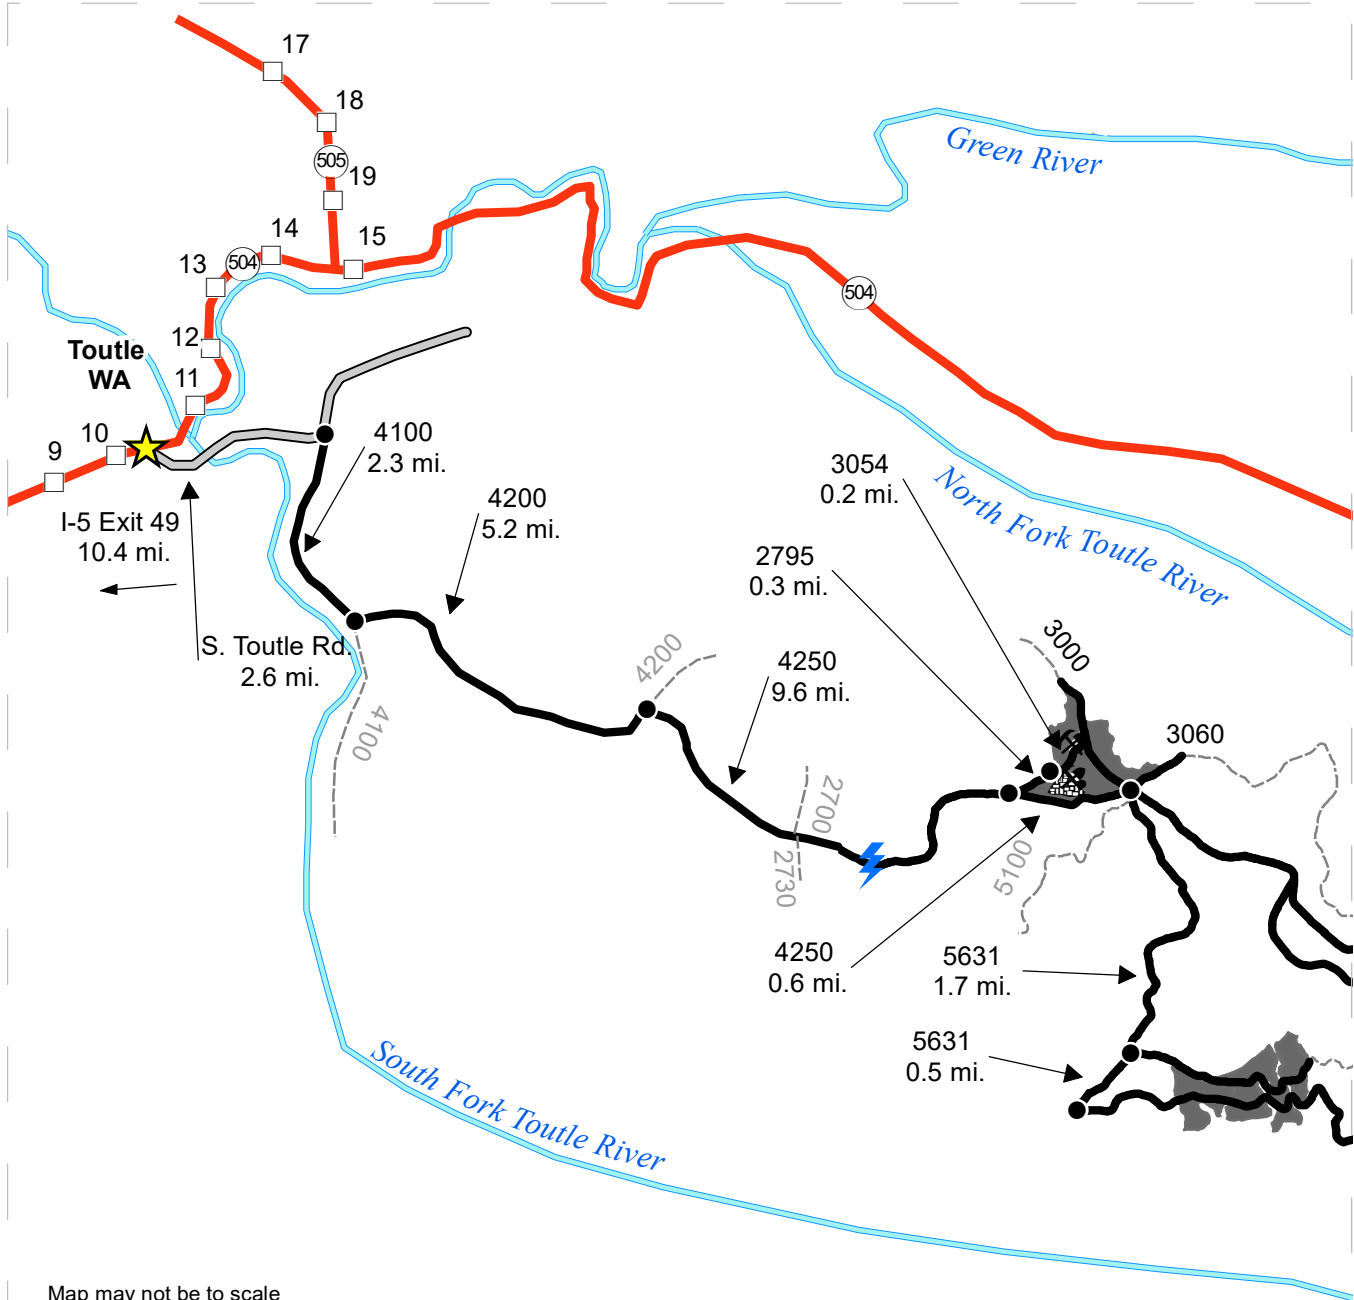 17
18
505
19
Green River
14
15
504
13
504
12
Toutle
WA
11
10
9
4100
2.3 mi.
3054
0.2 mi.
4200
5.2 mi.
North Fork Toutle River
I-5 Exit 49
10.4 mi.
2795
0.3 mi.
S. Toutle Rd.
2.6 mi.
4200
4250
9.6 mi.
3000
4100
3060
2700
2730
5100
4250
0.6 mi.
5631
1.7 mi.
5631
0.5 mi.
South Fork Toutle River
Map may not be to scale